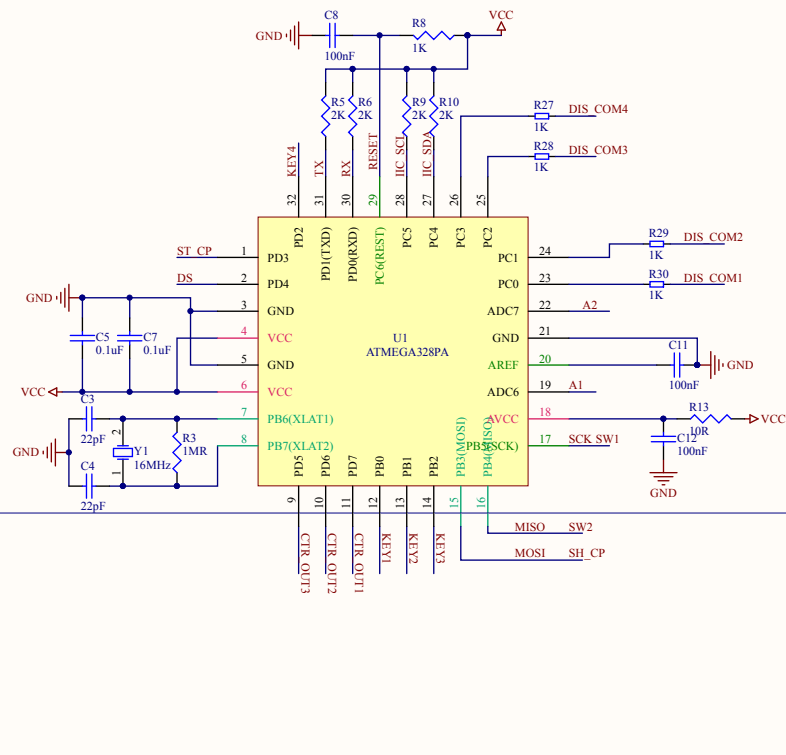 C8
R8
VCC
GND
100nF
1K
R5
2K
R6
2K
R9
2K
R10
2K
R27
1K
DIS_COM4
R28
1K
DIS_COM3
KEY4
TX
RX
RESET
IIC_SCL
IIC_SDA
32
31
30
29
28
27
26
25
PD2
PD1(TXD)
PD0(RXD)
PC6(REST)
PC5
PC4
PC3
PC2
ST_CP
1
PD3
DS
2
PD4
GND
3
GND
4
VCC
5
GND
6
VCC
7
PB6(XLAT1)
8
PB7(XLAT2)
C5
0.1uF
C7
0.1uF
VCC
C3
22pF
GND
C4
22pF
2
Y1
1
16MHz
R3
1MR
U1
ATMEGA328PA
PC1
24
R29
1K
DIS_COM2
PC0
23
R30
1K
DIS_COM1
ADC7
22
A2
GND
21
AREF
20
C11
100nF
GND
ADC6
19
A1
AVCC
18
R13
10R
VCC
PB5(SCK)
17
SCK SW1
C12
100nF
GND
PD5
PD6
PD7
PB0
PB1
PB2
PB3(MOSI)
PB4(MISO)
9
10
11
12
13
14
15
16
CTR_OUT3
CTR_OUT2
CTR_OUT1
KEY1
KEY2
KEY3
MISO SW2
MOSI SH_CP